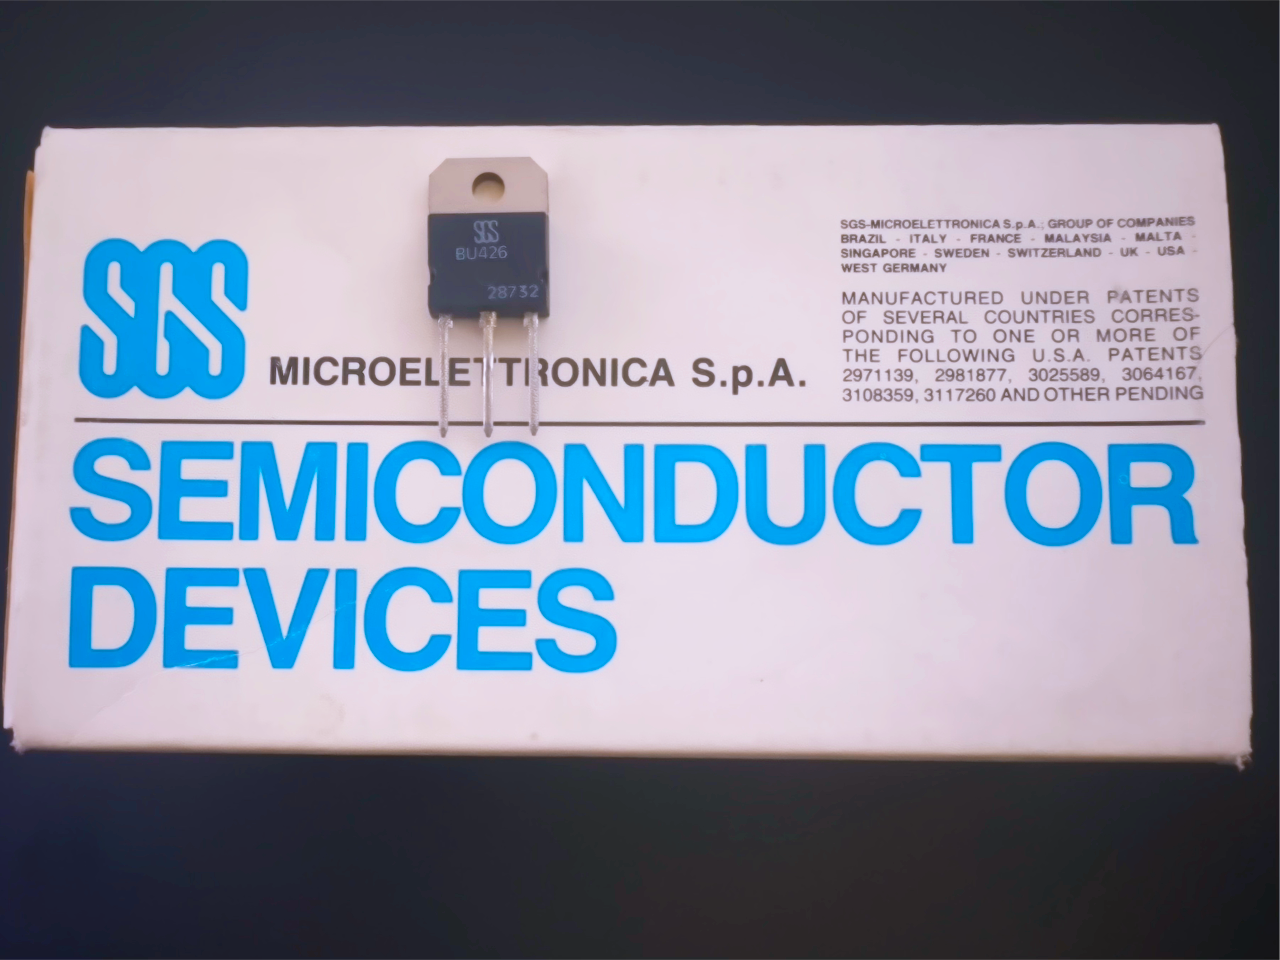 SGS
BU426
28732
SGS
MICROELETTRONICA S.p.A.
SGS-MICROELETTRONICA S.p.A.: GROUP OF COMPANIES
BRAZIL - ITALY - FRANCE - MALAYSIA - MALTA -
SINGAPORE - SWEDEN - SWITZERLAND - UK - USA -
WEST GERMANY
MANUFACTURED UNDER PATENTS
OF SEVERAL COUNTRIES CORRES-
PONDING TO ONE OR MORE OF
THE FOLLOWING U.S.A. PATENTS
2971139, 2981877, 3025589, 3064167,
3108359, 3117260 AND OTHER PENDING
SEMICONDUCTOR
DEVICES